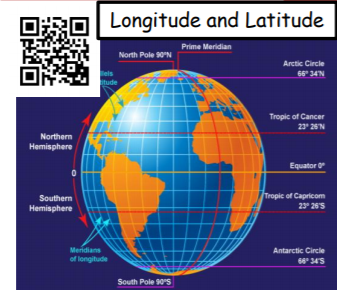 Longitude and Latitude
North Pole 90°N
Prime Meridian
Arctic Circle
66° 34'N
Tropic of Cancer
23° 26'N
Northern
Hemisphere
0
Equator 0°
Southern
Hemisphere
Tropic of Capricorn
23° 26'S
Meridians
of longitude
Antarctic Circle
66° 34'S
South Pole 90°S